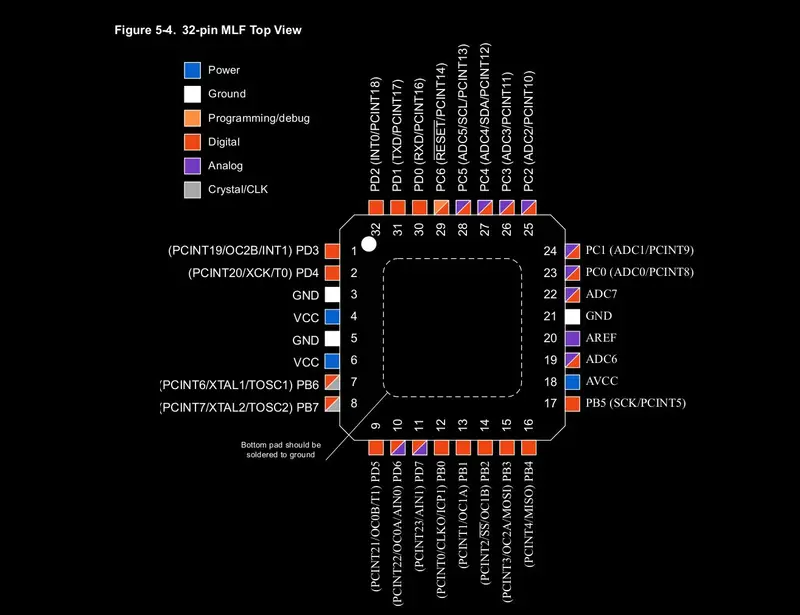 Figure 5-4. 32-pin MLF Top View
Power
Ground
Programming/debug
Digital
Analog
Crystal/CLK
PD2 (INT0/PCINT18)
PD1 (TXD/PCINT17)
PD0 (RXD/PCINT16)
PC6 (RESET/PCINT14)
PC5 (ADC5/SCL/PCINT13)
PC4 (ADC4/SDA/PCINT12)
PC3 (ADC3/PCINT11)
PC2 (ADC2/PCINT10)
32
31
30
29
28
27
26
25
(PCINT19/OC2B/INT1) PD3
1
(PCINT20/XCK/T0) PD4
2
GND
3
VCC
4
GND
5
VCC
6
(PCINT6/XTAL1/TOSC1) PB6
7
(PCINT7/XTAL2/TOSC2) PB7
8
24
PC1 (ADC1/PCINT9)
23
PC0 (ADC0/PCINT8)
22
ADC7
21
GND
20
AREF
19
ADC6
18
AVCC
17
PB5 (SCK/PCINT5)
9
10
11
12
13
14
15
16
Bottom pad should be
soldered to ground
(PCINT21/OC0B/T1) PD5
(PCINT22/OC0A/AIN0) PD6
(PCINT23/AIN1) PD7
(PCINT0/CLKO/ICP1) PB0
(PCINT1/OC1A) PB1
(PCINT2/SS/OC1B) PB2
(PCINT3/OC2A/MOSI) PB3
(PCINT4/MISO) PB4